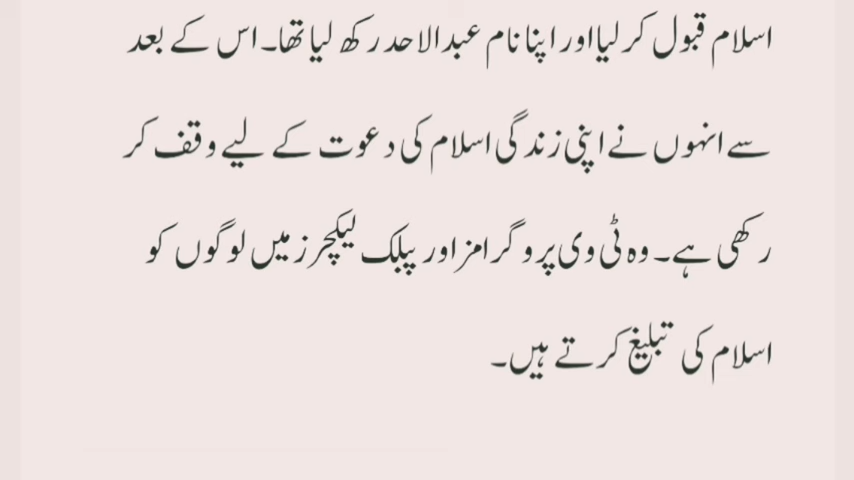 اسلام قبول کر لیا اور اپنا نام عبدالاحد رکھ لیا تھا۔ اس کے بعد
سے انہوں نے اپنی زندگی اسلام کی دعوت کے لیے وقف کر
رکھی ہے۔ وہ ٹی وی پروگرامز اور پبلک لیکچرز میں لوگوں کو
اسلام کی تبلیغ کرتے ہیں۔